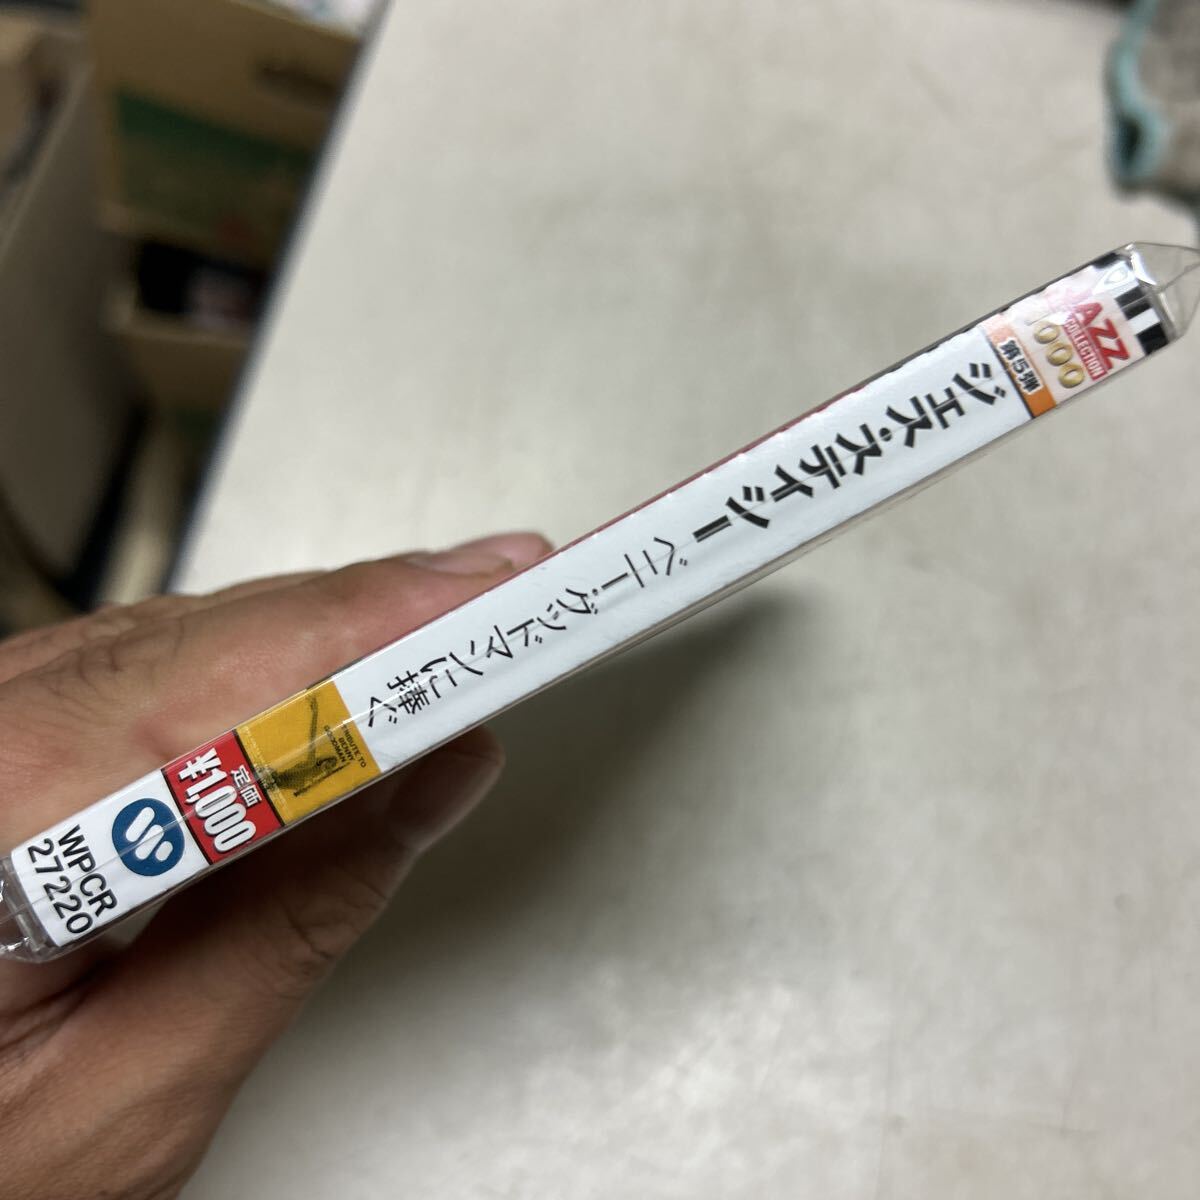 JAZZ
COLLECTION
1000
第5弾
ジェス・ステイシー
ベニー・グッドマンに捧ぐ
TRIBUTE TO
BENNY
GOODMAN
定価
¥1,000
WPCR
27220